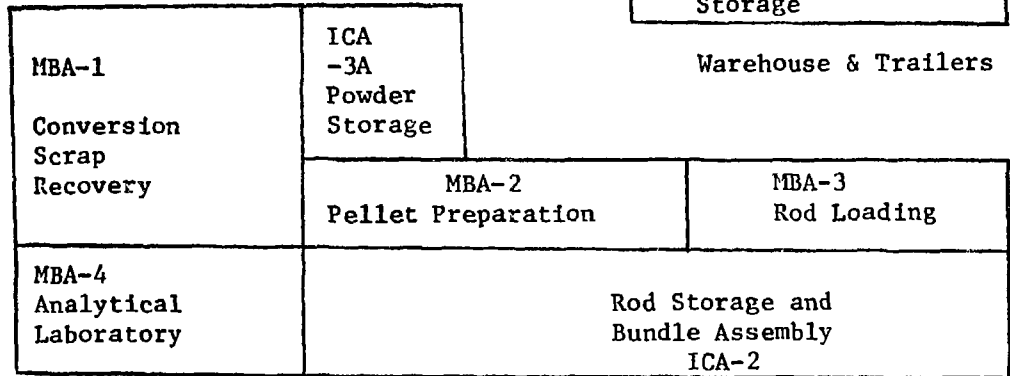 Storage
Warehouse & Trailers
MBA-1
Conversion
Scrap
Recovery
ICA
-3A
Powder
Storage
MBA-2
Pellet Preparation
MBA-3
Rod Loading
MBA-4
Analytical
Laboratory
Rod Storage and
Bundle Assembly
ICA-2